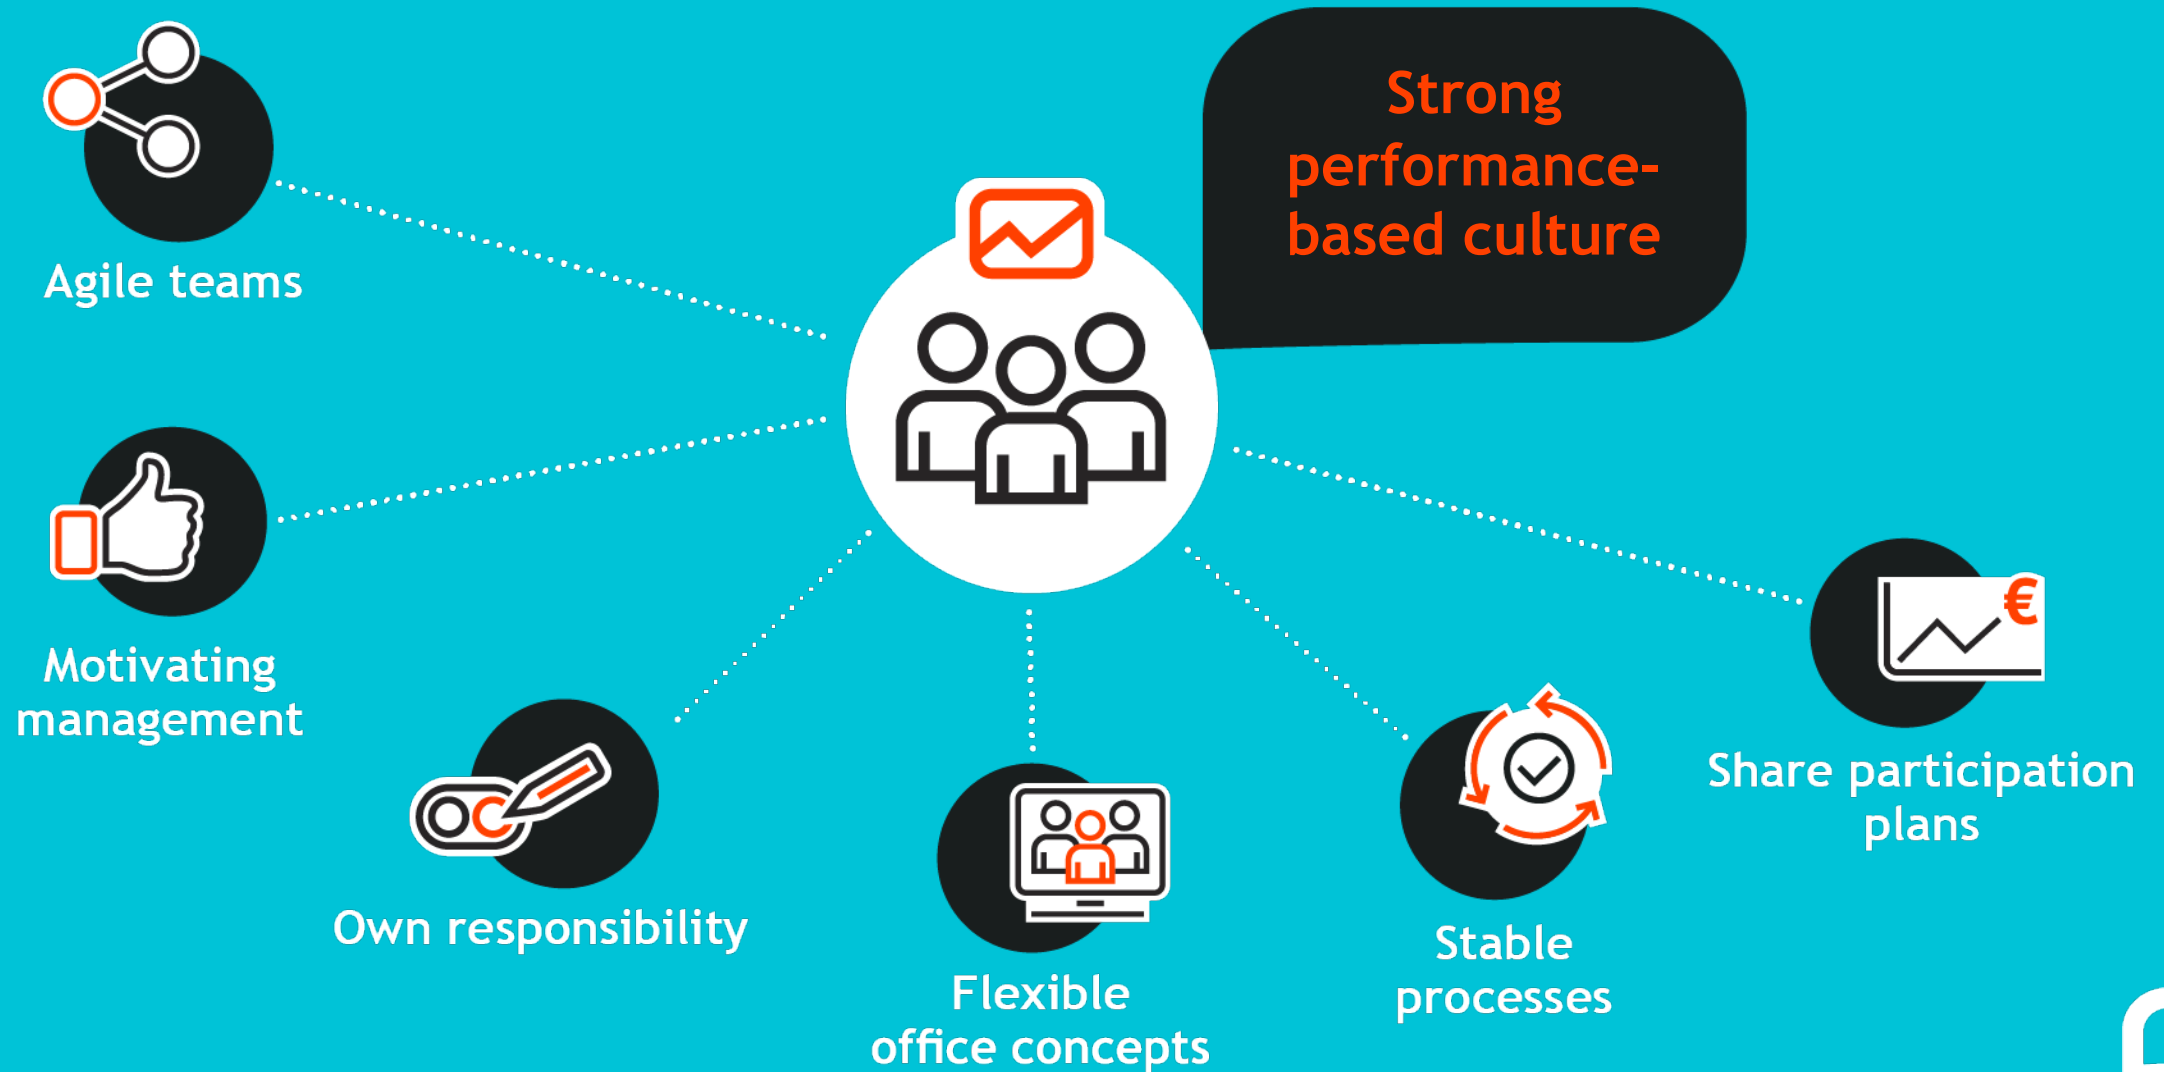 Strong
performance-
based culture
Agile teams
Motivating
management
Own responsibility
Flexible
office concepts
Stable
processes
Share participation
plans
€